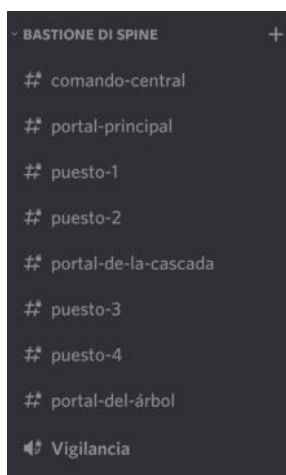 BASTIONE DI SPINE
comando-central
portal-principal
puesto-1
puesto-2
portal-de-la-cascada
puesto-3
puesto-4
portal-del-árbol
Vigilancia